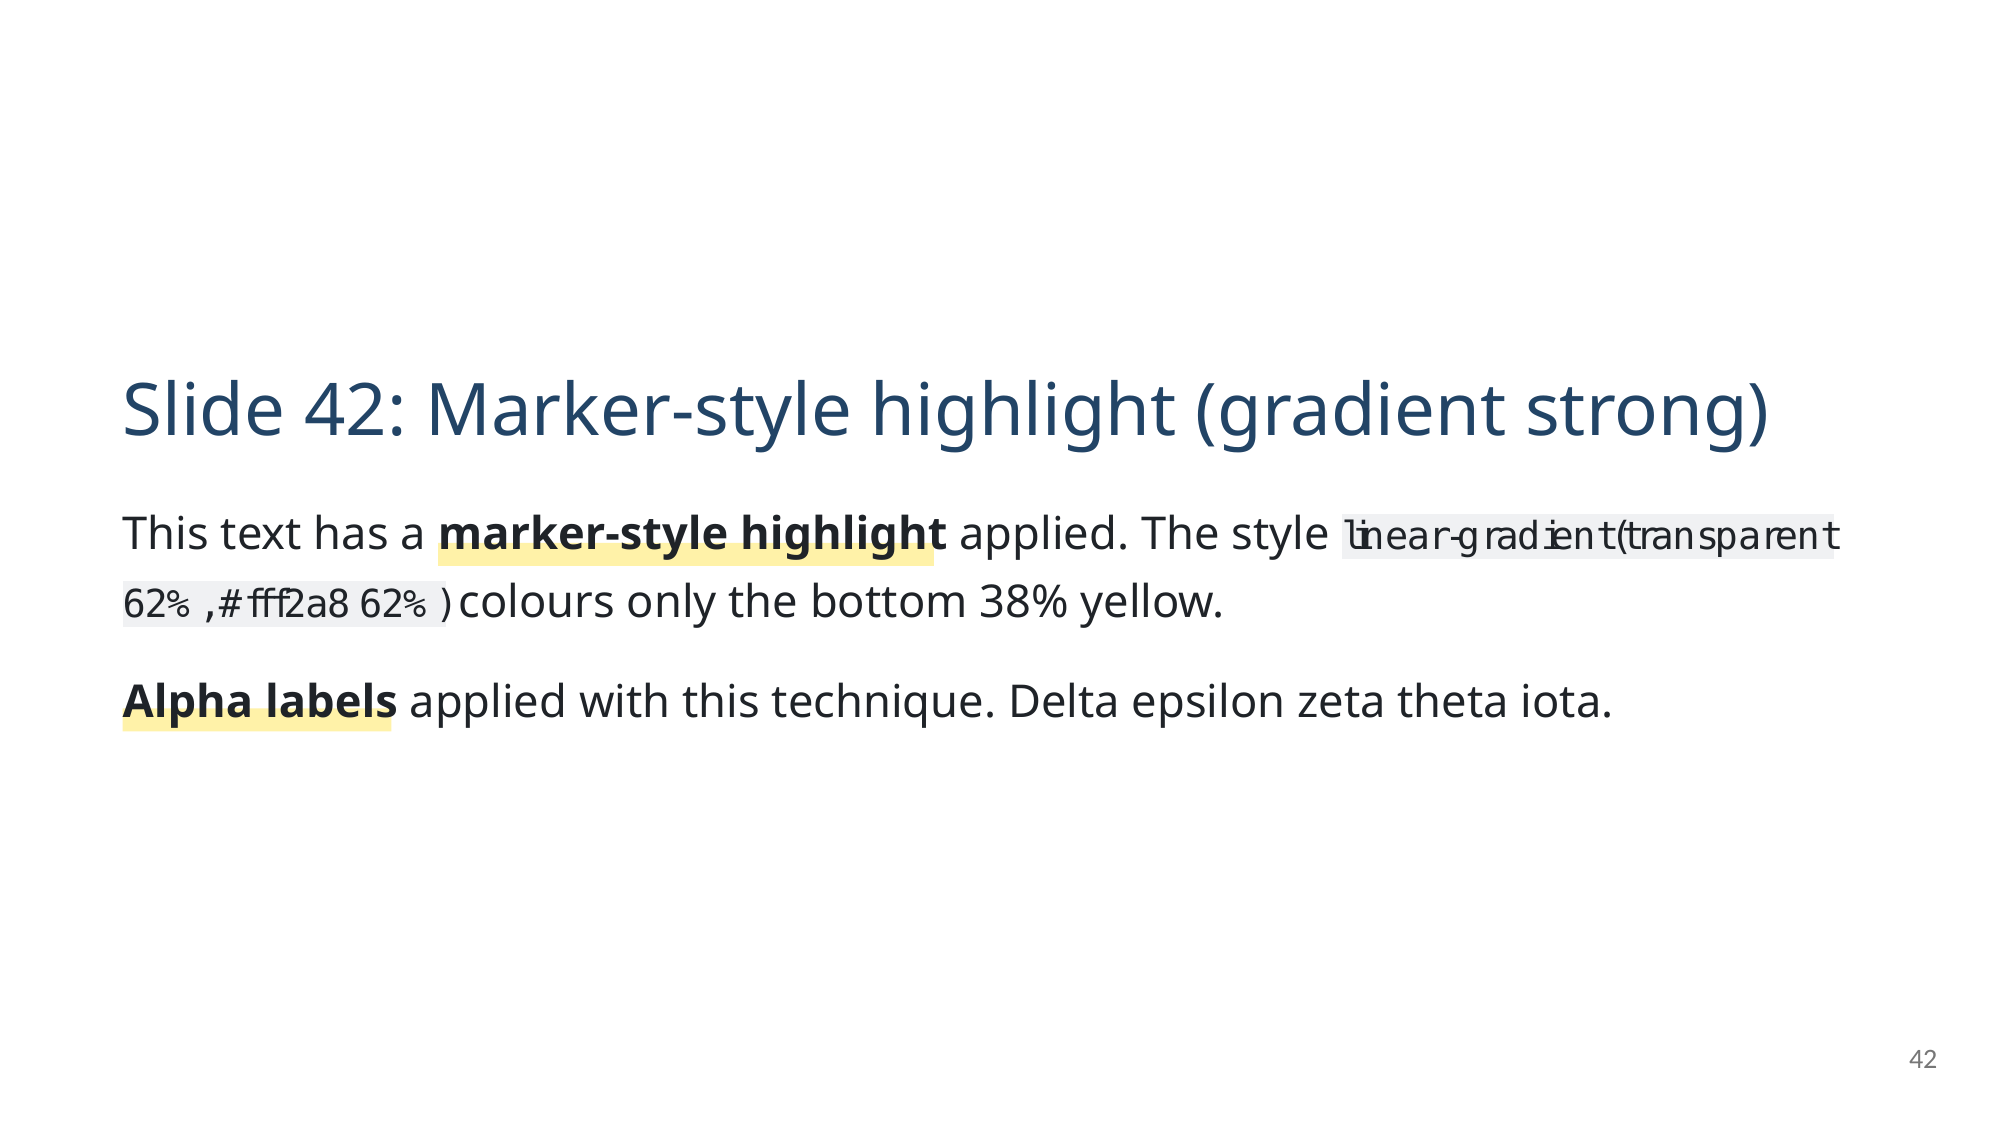 Slide 42: Marker-style highlight (gradient strong)
This text has a marker-style highlight applied. The style linear-gradient(transparent
62%,#fff2a8 62%) colours only the bottom 38% yellow.
Alpha labels applied with this technique. Delta epsilon zeta theta iota.
42